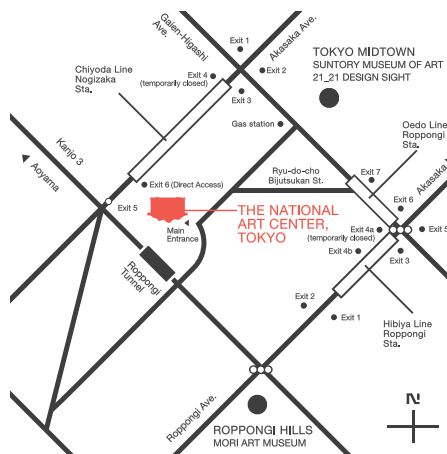 Gaien-Higashi
Ave.
Exit 1
Akasaka Ave.
Exit 2
Exit 4
(temporarily closed)
Exit 3
TOKYO MIDTOWN
SUNTORY MUSEUM OF ART
21_21 DESIGN SIGHT
Chiyoda Line
Nogizaka
Sta.
Gas station
Oedo Line
Roppongi
Sta.
Kanjo 3
Aoyama
Exit 6 (Direct Access)
Exit 5
Ryu-do-cho
Bijutsukan St.
Exit 7
Akasaka
Exit 6
THE NATIONAL
ART CENTER,
TOKYO
Main
Entrance
Exit 4a
(temporarily closed)
Exit 5
Exit 4b
Exit 3
Roppongi
Tunnel
Exit 2
Exit 1
Hibiya Line
Roppongi
Sta.
Roppongi Ave.
ROPPONGI HILLS
MORI ART MUSEUM
N